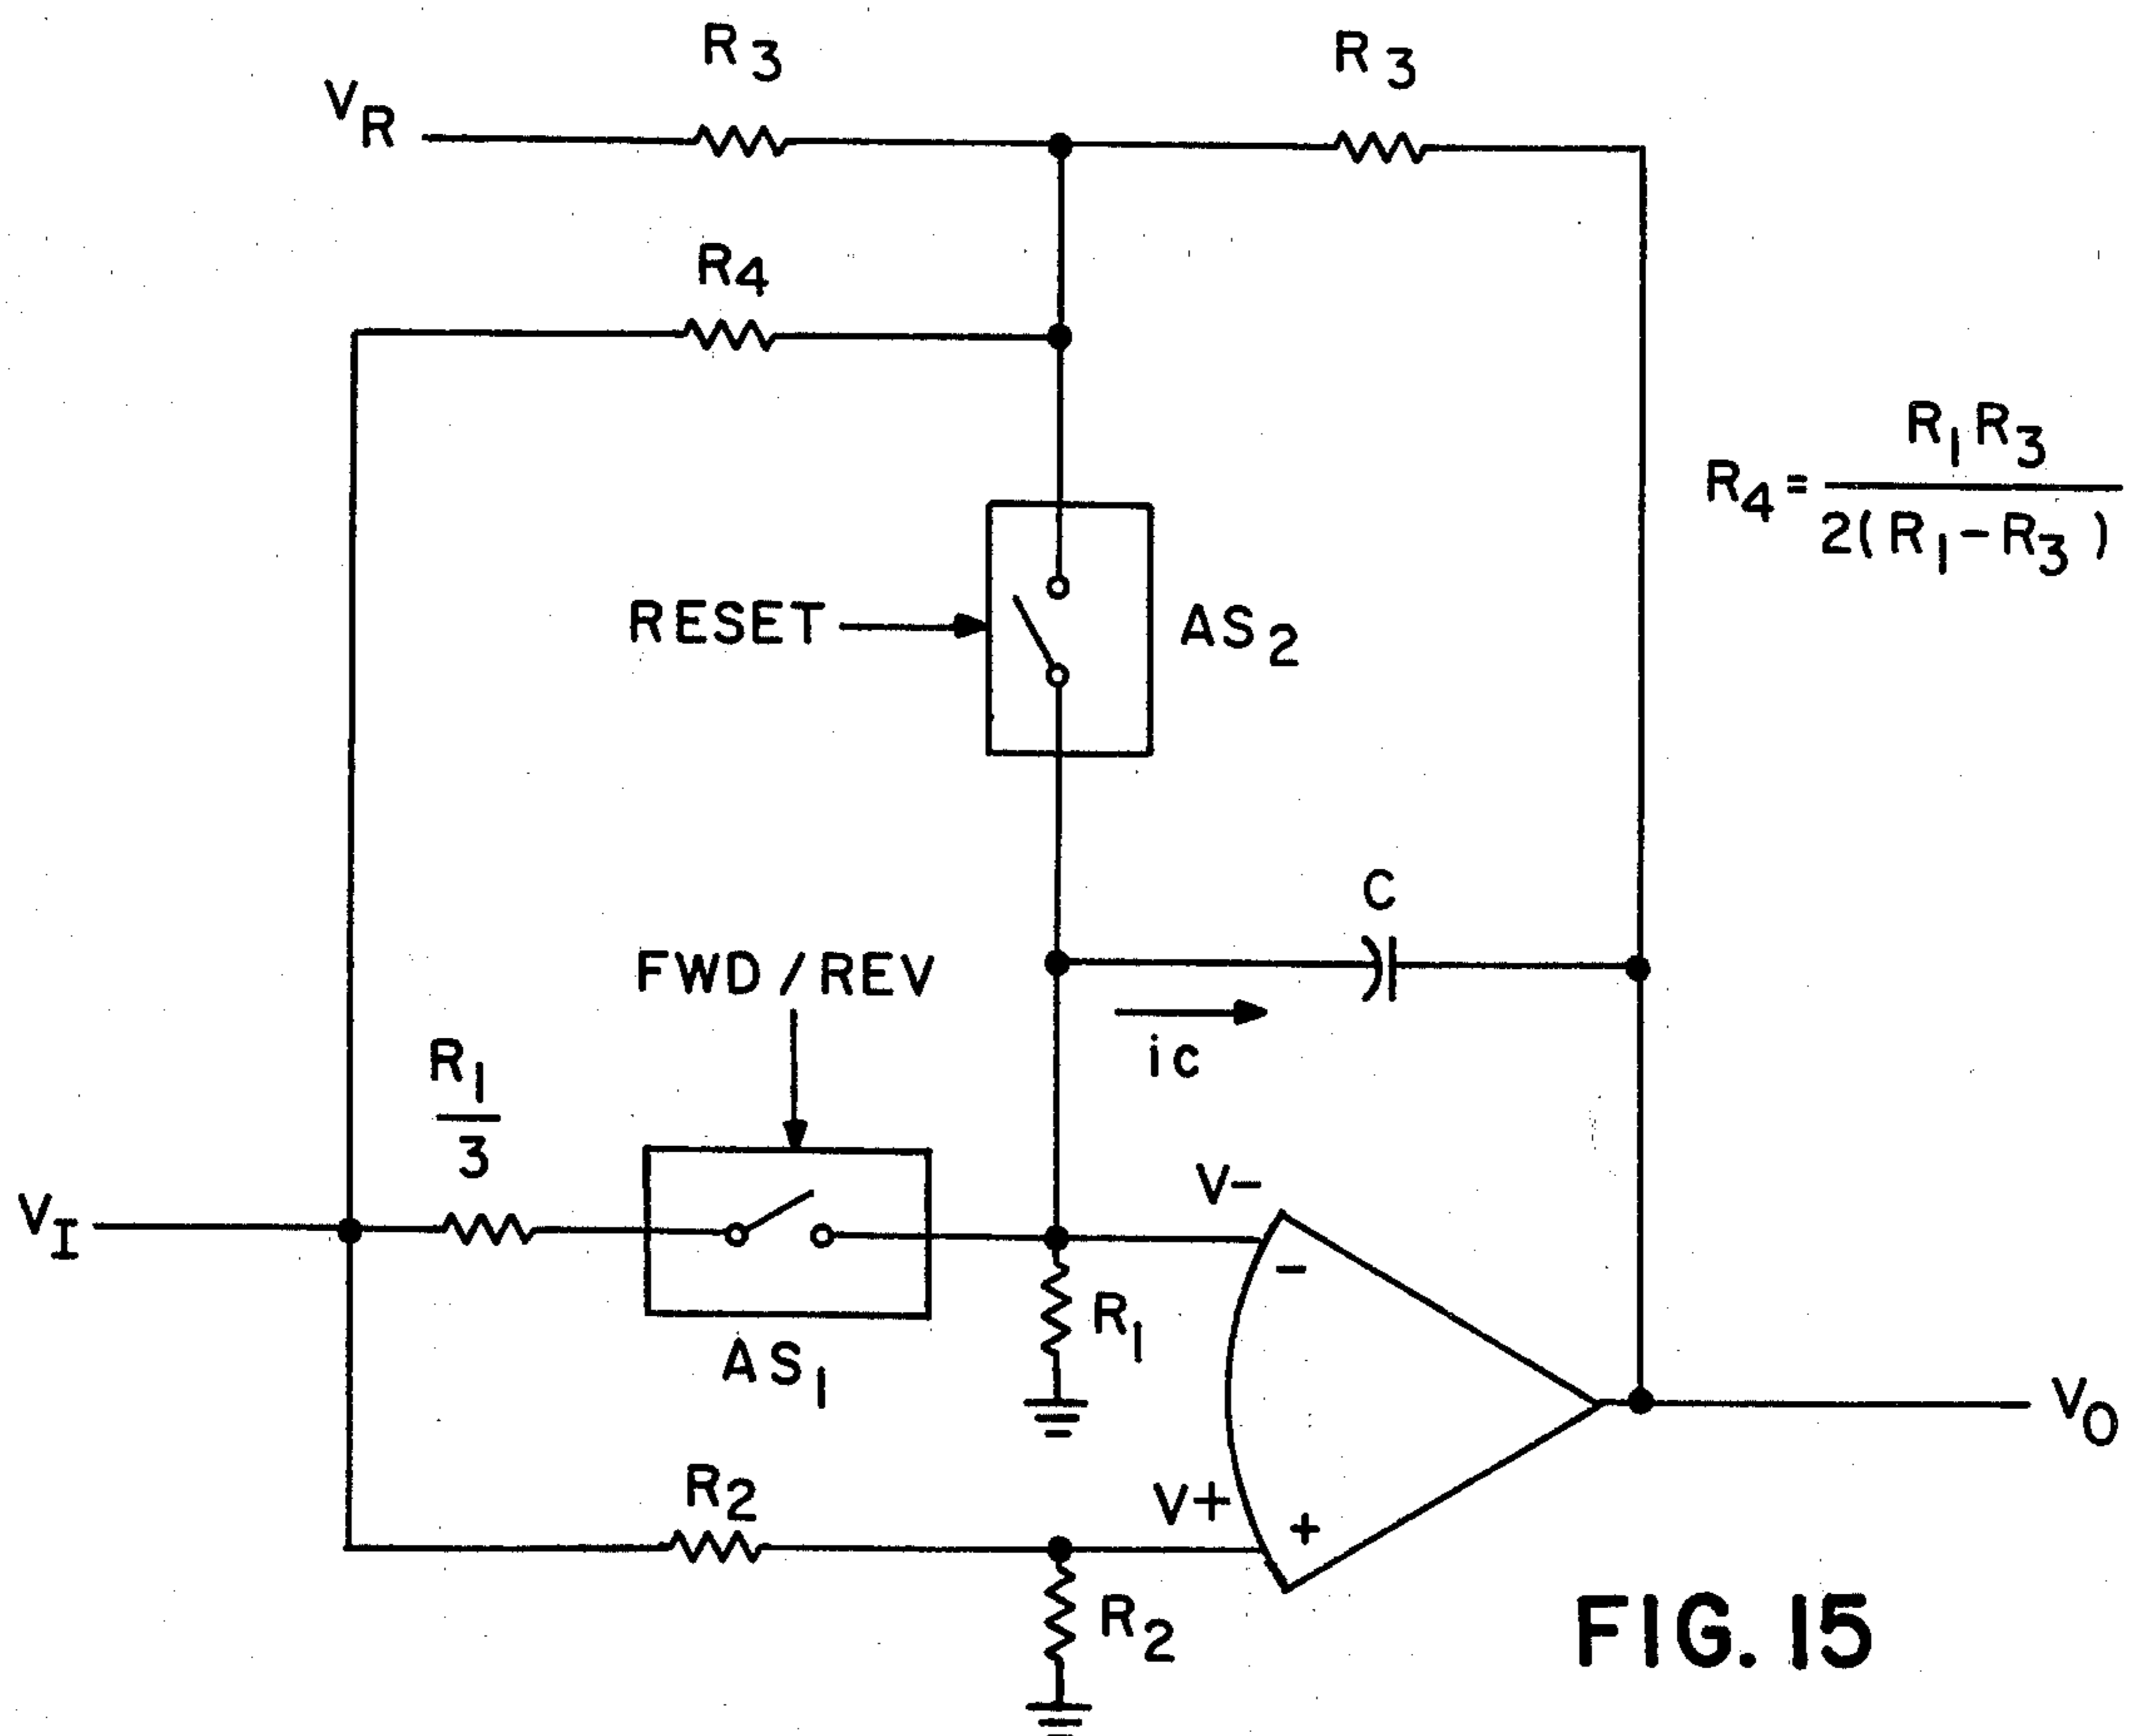 R3
R3
VR
R4
R4 = R1R3 / 2(R1-R3)
RESET
AS2
C
FWD/REV
ic
R1/3
V-
VI
-
R1
AS1
VO
R2
V+
+
R2
FIG. 15